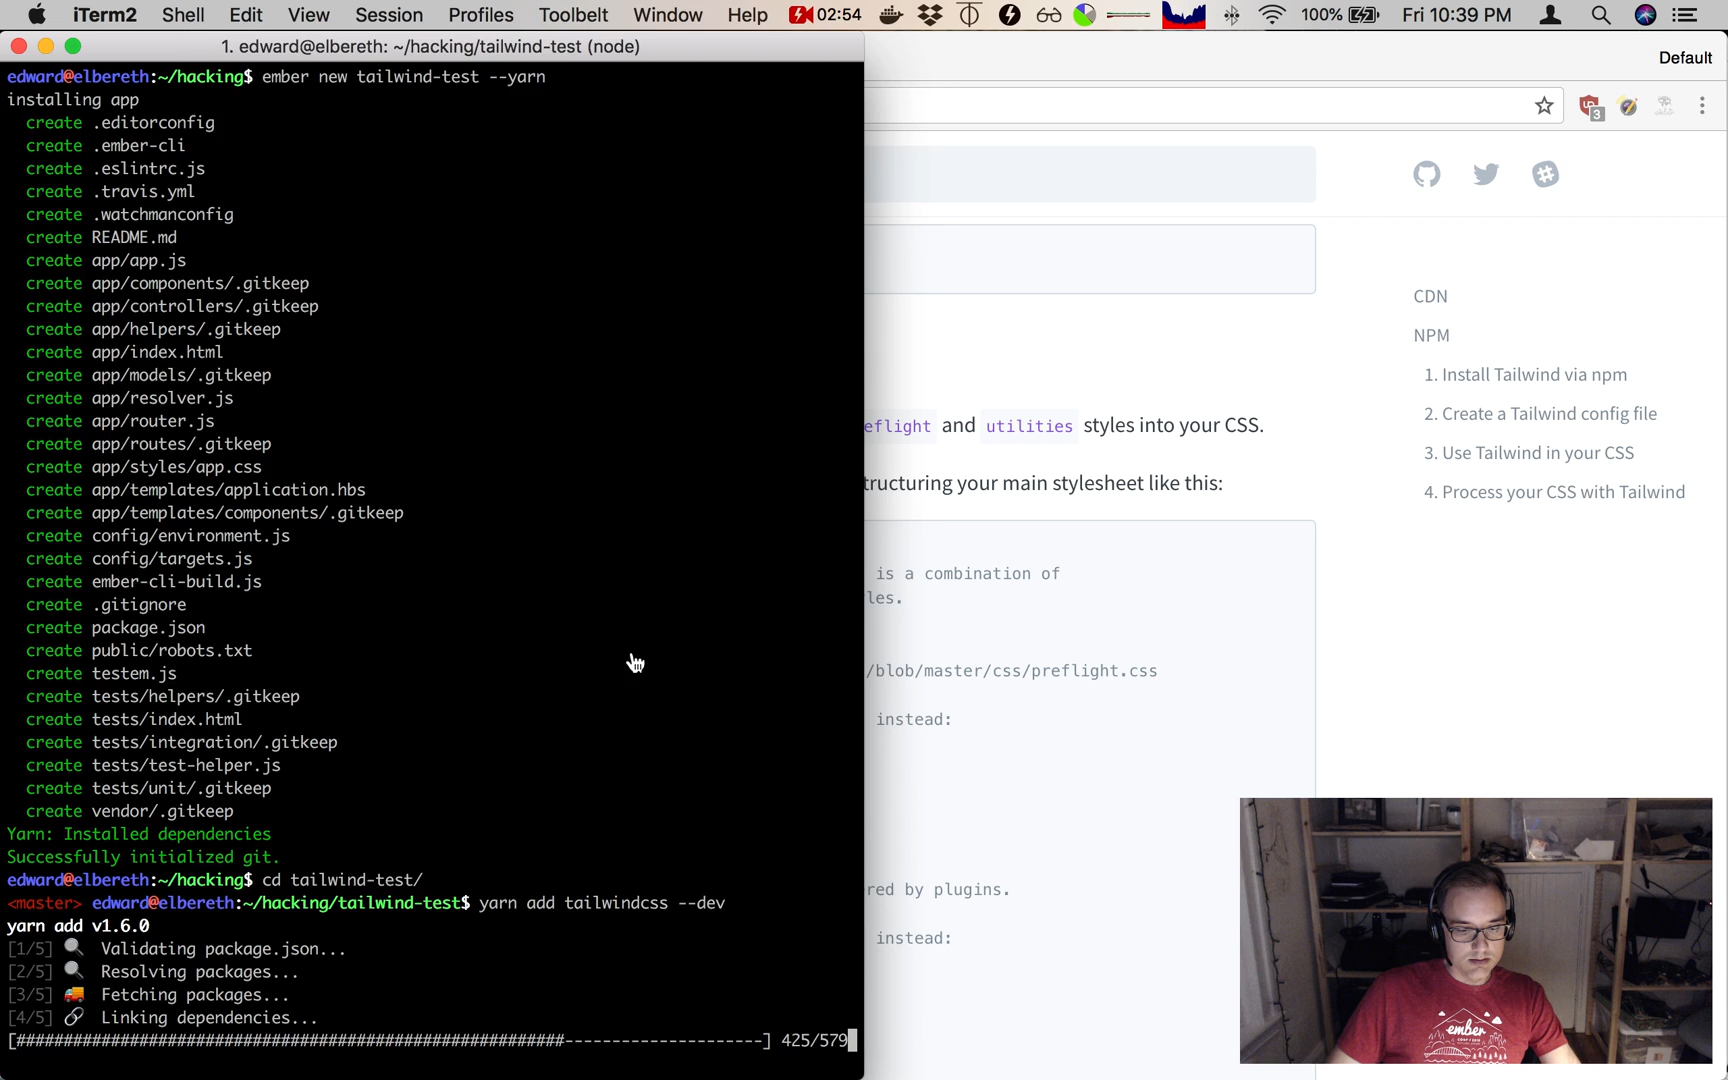 iTerm2 Shell Edit View Session Profiles Toolbelt Window Help 02:54 100% Fri 10:39 PM
1. edward@elbereth: ~/hacking/tailwind-test (node)
Default
edward@elbereth:~/hacking$ ember new tailwind-test --yarn
installing app
create .editorconfig
create .ember-cli
create .eslintrc.js
create .travis.yml
create .watchmanconfig
create README.md
create app/app.js
create app/components/.gitkeep
create app/controllers/.gitkeep
create app/helpers/.gitkeep
create app/index.html
create app/models/.gitkeep
create app/resolver.js
create app/router.js
create app/routes/.gitkeep
create app/styles/app.css
create app/templates/application.hbs
create app/templates/components/.gitkeep
create config/environment.js
create config/targets.js
create ember-cli-build.js
create .gitignore
create package.json
create public/robots.txt
create testem.js
create tests/helpers/.gitkeep
create tests/index.html
create tests/integration/.gitkeep
create tests/test-helper.js
create tests/unit/.gitkeep
create vendor/.gitkeep
Yarn: Installed dependencies
Successfully initialized git.
edward@elbereth:~/hacking$ cd tailwind-test/
<master> edward@elbereth:~/hacking/tailwind-test$ yarn add tailwindcss --dev
yarn add v1.6.0
[1/5] 🔍 Validating package.json...
[2/5] 🔍 Resolving packages...
[3/5] 🚚 Fetching packages...
[4/5] 🔗 Linking dependencies...
[##########################################################---------------------] 425/579
3
eflight and utilities styles into your CSS.
tructuring your main stylesheet like this:
is a combination of
les.
/blob/master/css/preflight.css
instead:
red by plugins.
instead:
CDN
NPM
1. Install Tailwind via npm
2. Create a Tailwind config file
3. Use Tailwind in your CSS
4. Process your CSS with Tailwind
ember